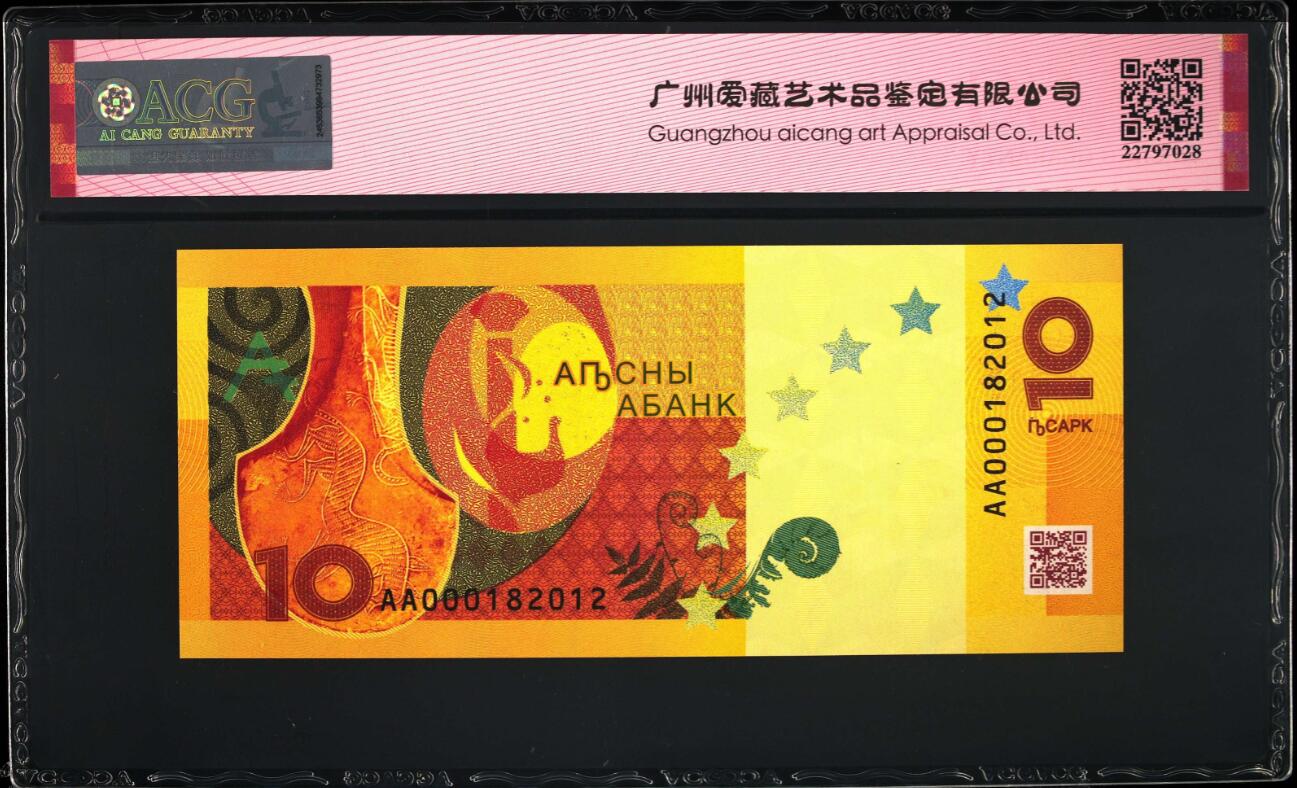 ACG
AI CANG GUARANTY
广州爱藏艺术品鉴定有限公司
Guangzhou aicang art Appraisal Co., Ltd.
22797028
A
АԤСНЫ
АБАНК
10
AA000182012
AA000182012
10
ԤСАРК